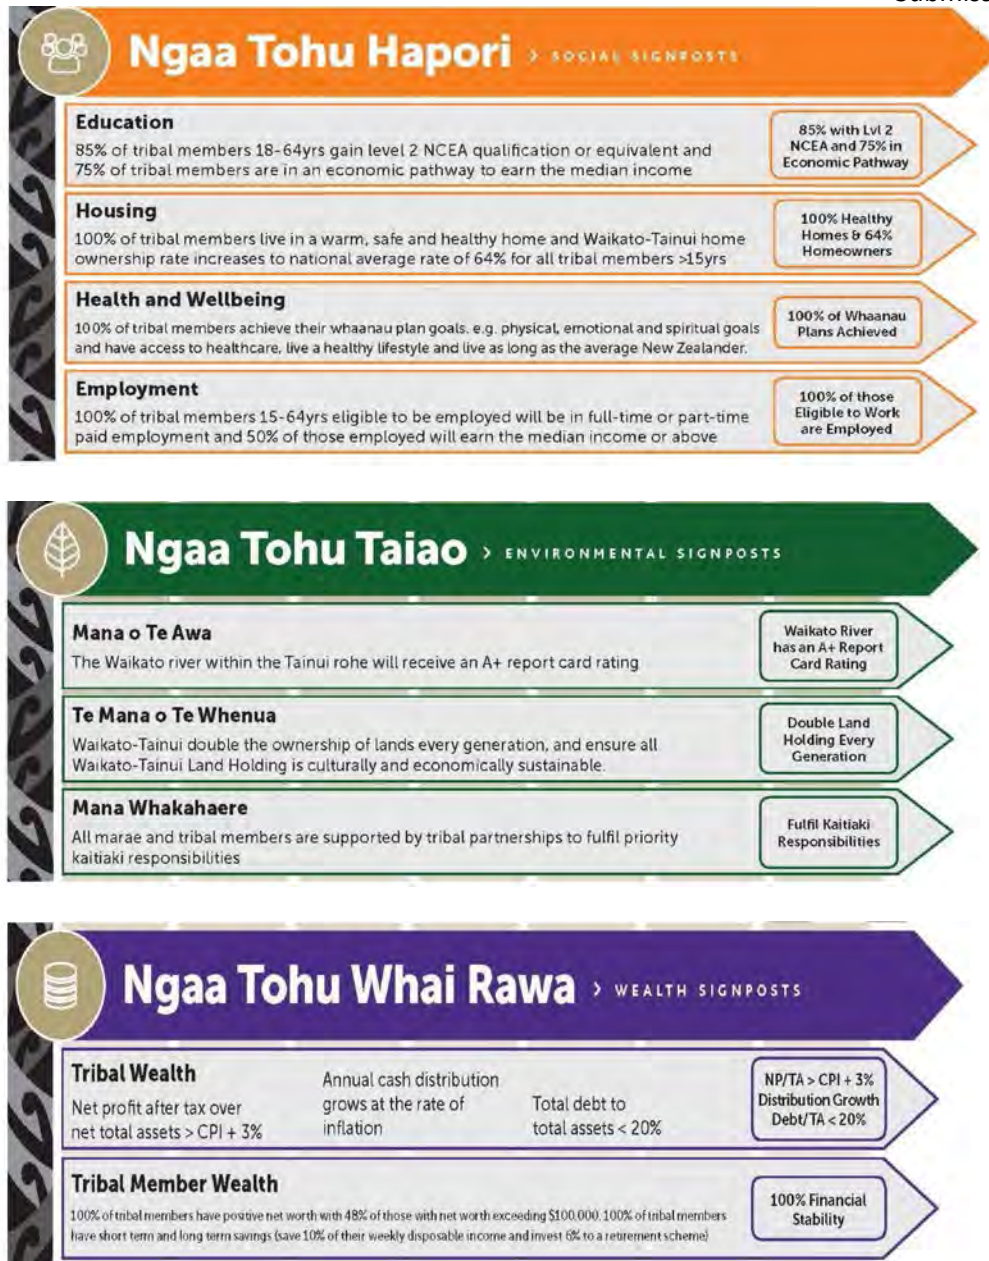 Ngaa Tohu Hapori > SOCIAL SIGNPOSTS
Education
85% of tribal members 18-64yrs gain level 2 NCEA qualification or equivalent and
75% of tribal members are in an economic pathway to earn the median income
85% with Lvl 2
NCEA and 75% in
Economic Pathway
Housing
100% of tribal members live in a warm, safe and healthy home and Waikato-Tainui home
ownership rate increases to national average rate of 64% for all tribal members >15yrs
100% Healthy
Homes & 64%
Homeowners
Health and Wellbeing
100% of tribal members achieve their whaanau plan goals, e.g. physical, emotional and spiritual goals
and have access to healthcare, live a healthy lifestyle and live as long as the average New Zealander.
100% of Whaanau
Plans Achieved
Employment
100% of tribal members 15-64yrs eligible to be employed will be in full-time or part-time
paid employment and 50% of those employed will earn the median income or above
100% of those
Eligible to Work
are Employed
Ngaa Tohu Taiao > ENVIRONMENTAL SIGNPOSTS
Mana o Te Awa
The Waikato river within the Tainui rohe will receive an A+ report card rating
Waikato River
has an A+ Report
Card Rating
Te Mana o Te Whenua
Waikato-Tainui double the ownership of lands every generation, and ensure all
Waikato-Tainui Land Holding is culturally and economically sustainable.
Double Land
Holding Every
Generation
Mana Whakahaere
All marae and tribal members are supported by tribal partnerships to fulfil priority
kaitiaki responsibilities
Fulfil Kaitiaki
Responsibilities
Ngaa Tohu Whai Rawa > WEALTH SIGNPOSTS
Tribal Wealth
Net profit after tax over
net total assets > CPI + 3%
Annual cash distribution
grows at the rate of
inflation
Total debt to
total assets < 20%
NP/TA > CPI + 3%
Distribution Growth
Debt/TA < 20%
Tribal Member Wealth
100% of tribal members have positive net worth with 48% of those with net worth exceeding $100,000. 100% of tribal members
have short term and long term savings (save 10% of their weekly disposable income and invest 6% to a retirement scheme)
100% Financial
Stability